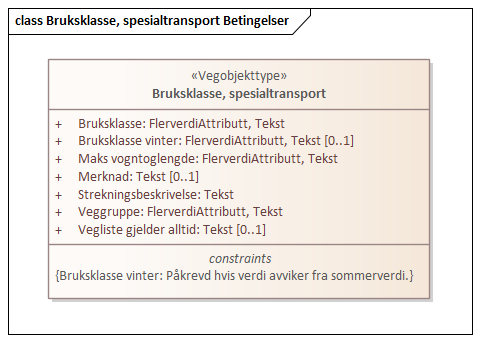 class Bruksklasse, spesialtransport Betingelser
«Vegobjekttype»
Bruksklasse, spesialtransport
+ Bruksklasse: FlerverdiAttributt, Tekst
+ Bruksklasse vinter: FlerverdiAttributt, Tekst [0..1]
+ Maks vogntoglengde: FlerverdiAttributt, Tekst
+ Merknad: Tekst [0..1]
+ Strekningsbeskrivelse: Tekst
+ Veggruppe: FlerverdiAttributt, Tekst
+ Vegliste gjelder alltid: Tekst [0..1]
constraints
{Bruksklasse vinter: Påkrevd hvis verdi avviker fra sommerverdi.}